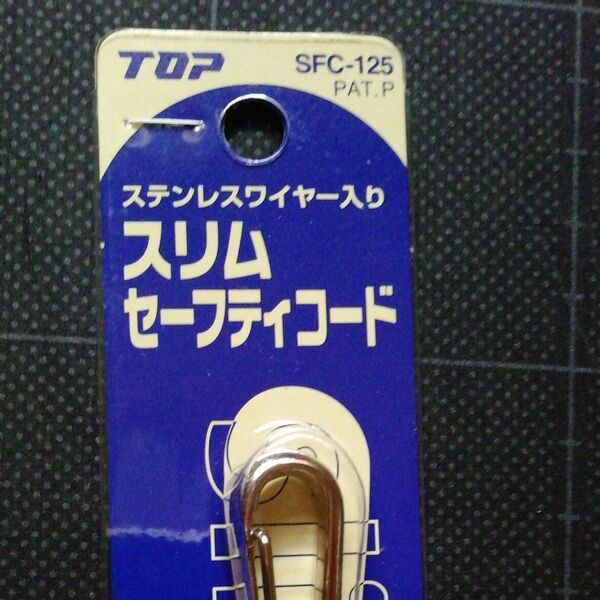 TOP
SFC-125
PAT.P
ステンレスワイヤー入り
スリム
セーフティコード